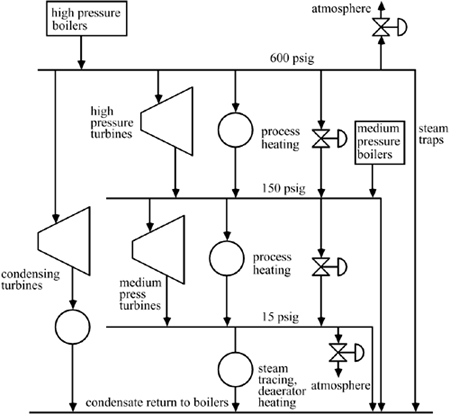 high pressure
boilers
atmosphere
600 psig
high
pressure
turbines
process
heating
medium
pressure
boilers
steam
traps
150 psig
condensing
turbines
medium
press
turbines
process
heating
15 psig
steam
tracing,
deaerator
heating
atmosphere
condensate return to boilers